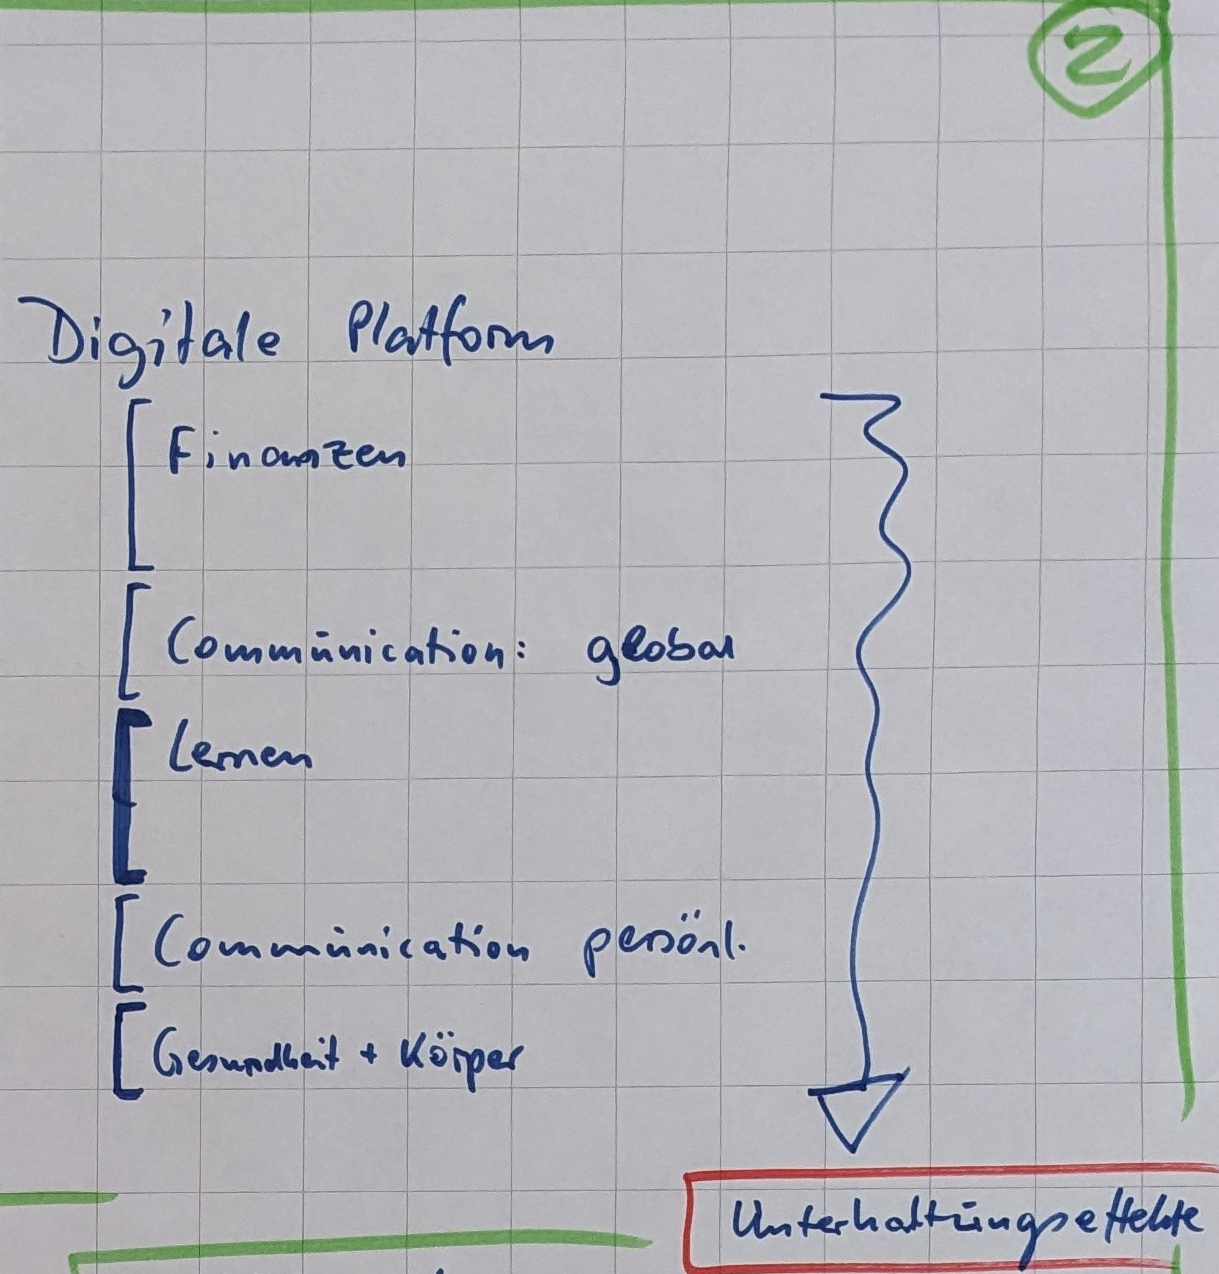 2
Digitale Platform
Finanzen
Communication: global
Lernen
Communication persönl.
Gesundheit + Körper
Unterhaltungseffekte